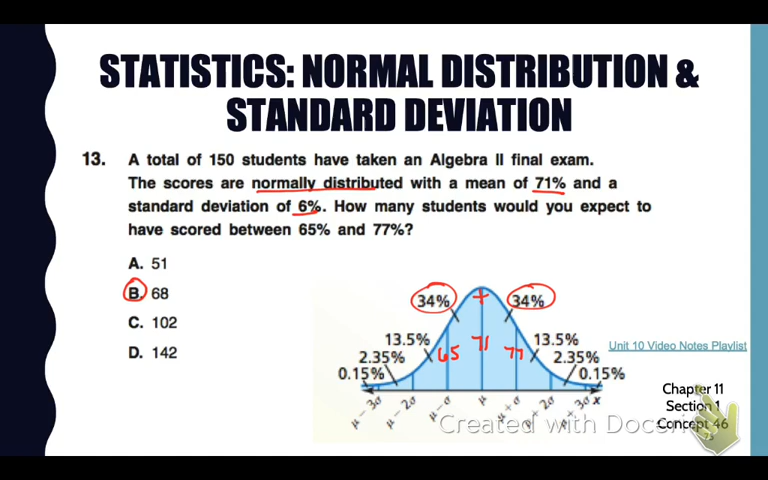 STATISTICS: NORMAL DISTRIBUTION &
STANDARD DEVIATION
13. A total of 150 students have taken an Algebra II final exam.
The scores are normally distributed with a mean of 71% and a
standard deviation of 6%. How many students would you expect to
have scored between 65% and 77%?
A. 51
B. 68
C. 102
D. 142
34% + 34%
13.5% 13.5%
2.35% 65 71 77 2.35%
0.15% 0.15%
μ − 3σ μ − 2σ μ − σ μ μ + σ μ + 2σ μ + 3σ x
Unit 10 Video Notes Playlist
Chapter 11
Section 1
Concept 46
Created with Doceri